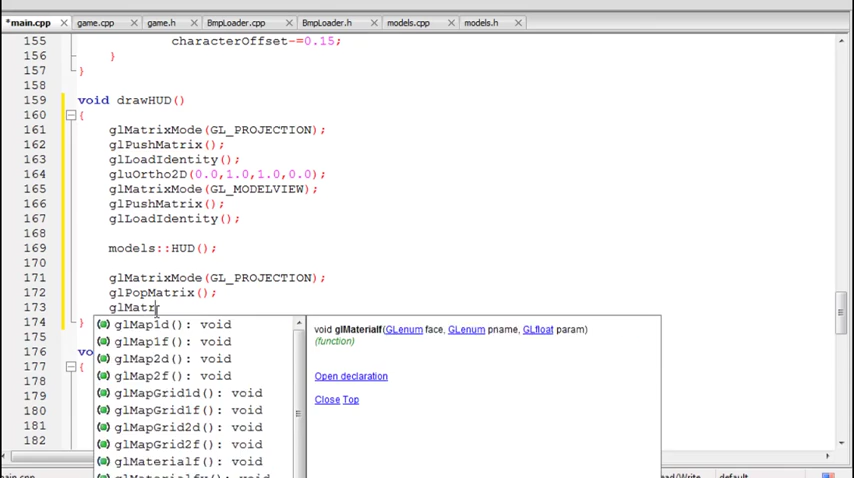 *main.cpp × game.cpp × game.h × BmpLoader.cpp × BmpLoader.h × models.cpp × models.h ×
155 characterOffset-=0.15;
156 }
157 }
158
159 void drawHUD()
160 {
161 glMatrixMode(GL_PROJECTION);
162 glPushMatrix();
163 glLoadIdentity();
164 gluOrtho2D(0.0,1.0,1.0,0.0);
165 glMatrixMode(GL_MODELVIEW);
166 glPushMatrix();
167 glLoadIdentity();
168
169 models::HUD();
170
171 glMatrixMode(GL_PROJECTION);
172 glPopMatrix();
173 glMatr
174 }
175
176 vo
177 {
178
179
180
181
182
glMap1d(): void
glMap1f(): void
glMap2d(): void
glMap2f(): void
glMapGrid1d(): void
glMapGrid1f(): void
glMapGrid2d(): void
glMapGrid2f(): void
glMaterialf(): void
void glMaterialf(GLenum face, GLenum pname, GLfloat param)
(function)
Open declaration
Close Top
main.cpp
ead/Write default